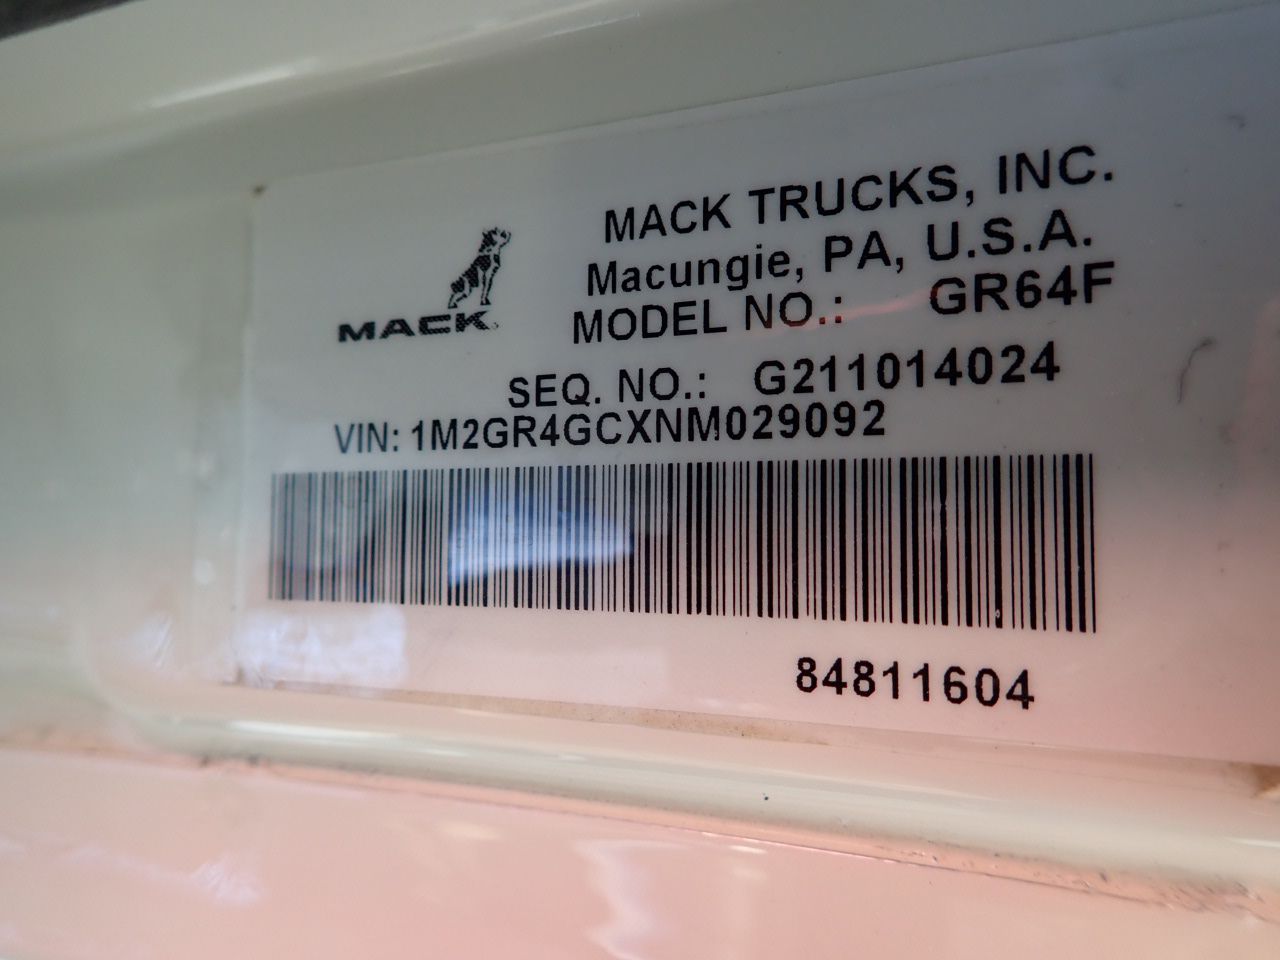 MACK TRUCKS, INC.
Macungie, PA, U.S.A.
MACK
MODEL NO.: GR64F
SEQ. NO.: G211014024
VIN: 1M2GR4GCXNM029092
84811604